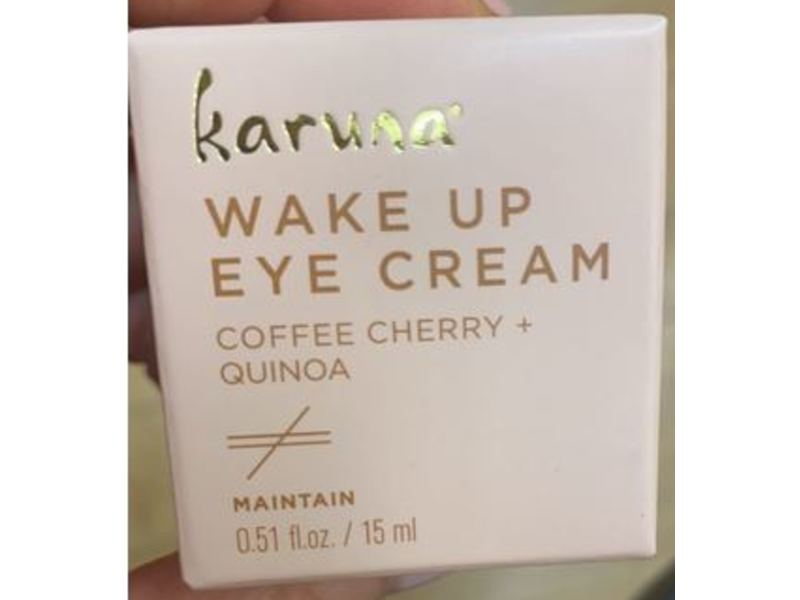 karuna
WAKE UP
EYE CREAM
COFFEE CHERRY +
QUINOA
MAINTAIN
0.51 fl.oz. / 15 ml